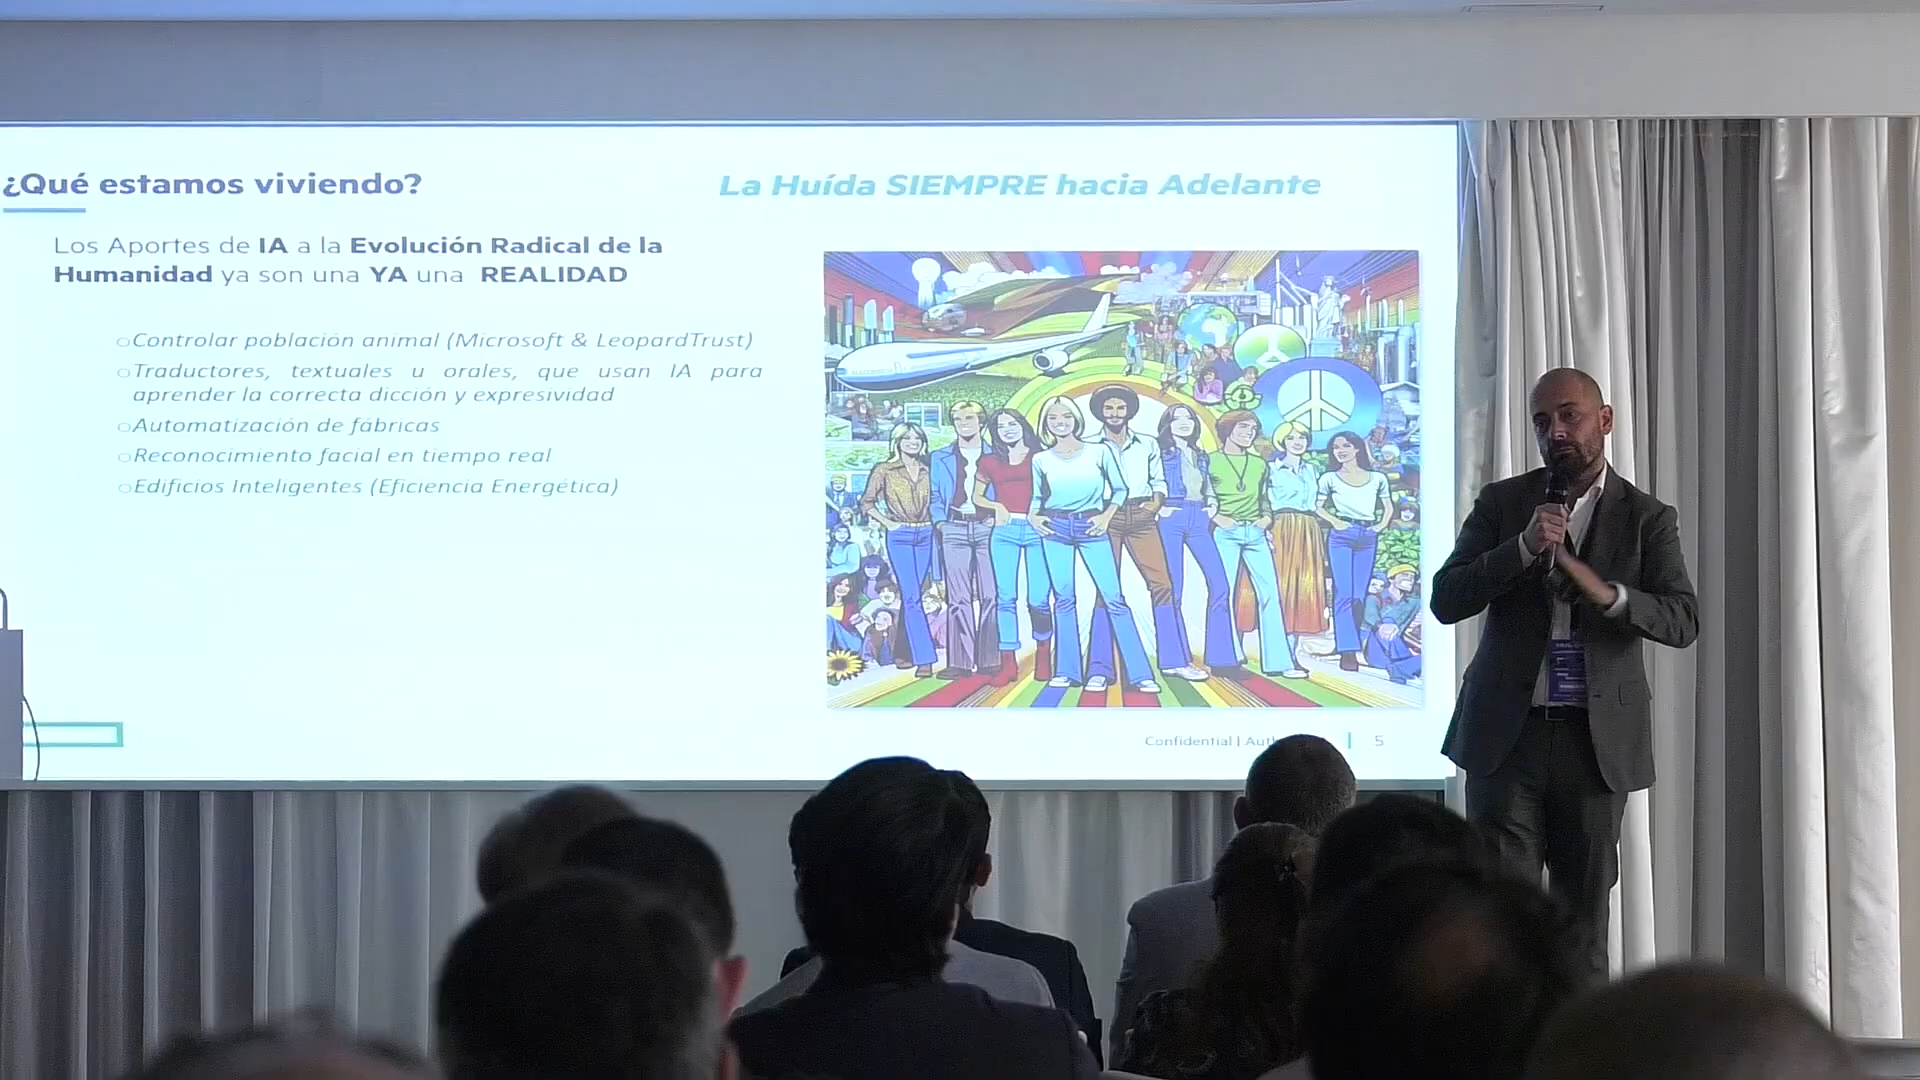 ¿Qué estamos viviendo?
La Huída SIEMPRE hacia Adelante
Los Aportes de IA a la Evolución Radical de la
Humanidad ya son una YA una REALIDAD
Controlar población animal (Microsoft & LeopardTrust)
Traductores, textuales u orales, que usan IA para
aprender la correcta dicción y expresividad
Automatización de fábricas
Reconocimiento facial en tiempo real
Edificios Inteligentes (Eficiencia Energética)
Confidential |
5